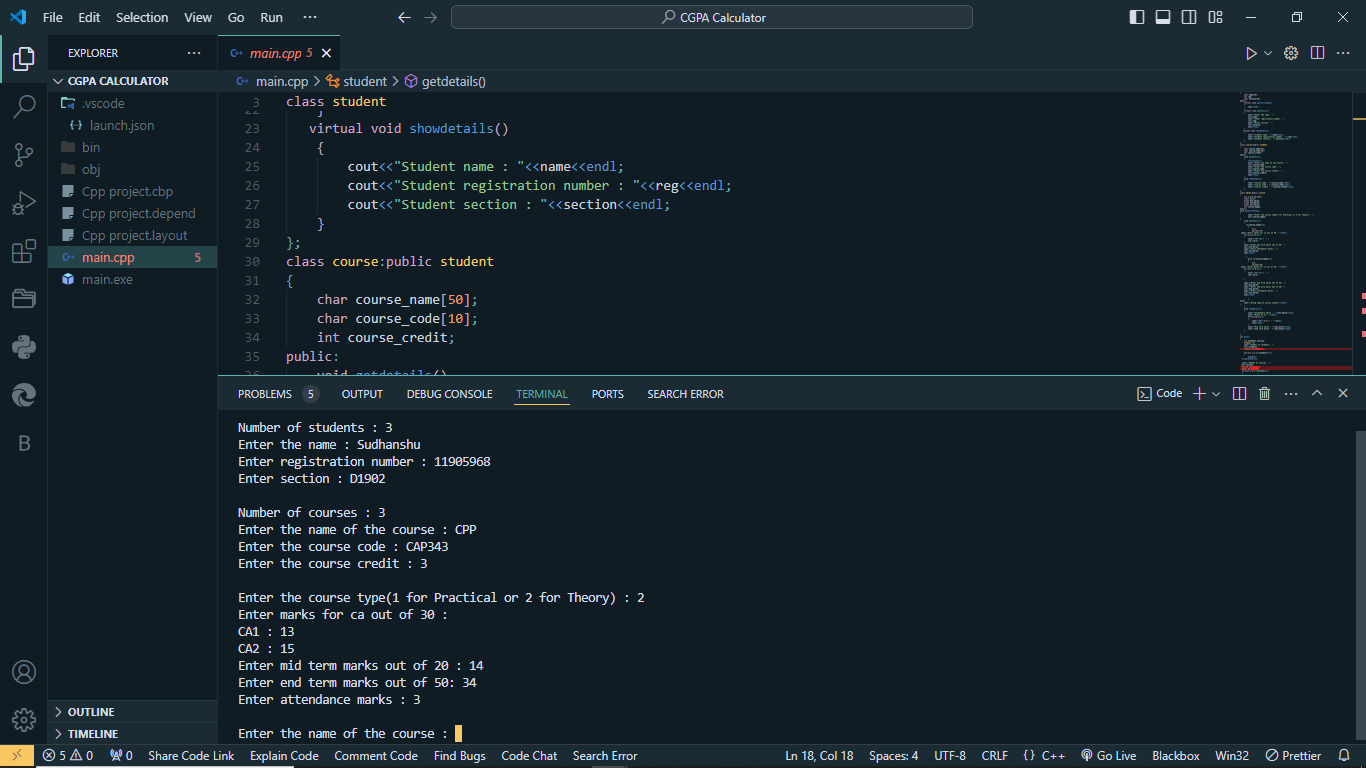 File Edit Selection View Go Run ···
CGPA Calculator
EXPLORER ···
main.cpp 5
CGPA CALCULATOR
.vscode
launch.json
bin
obj
Cpp project.cbp
Cpp project.depend
Cpp project.layout
main.cpp 5
main.exe
OUTLINE
TIMELINE
main.cpp > student > getdetails()
3 class student
22 }
23 virtual void showdetails()
24 {
25 cout<<"Student name : "<<name<<endl;
26 cout<<"Student registration number : "<<reg<<endl;
27 cout<<"Student section : "<<section<<endl;
28 }
29 };
30 class course:public student
31 {
32 char course_name[50];
33 char course_code[10];
34 int course_credit;
35 public:
36 void getdetails()
PROBLEMS 5 OUTPUT DEBUG CONSOLE TERMINAL PORTS SEARCH ERROR
Code
Number of students : 3
Enter the name : Sudhanshu
Enter registration number : 11905968
Enter section : D1902
Number of courses : 3
Enter the name of the course : CPP
Enter the course code : CAP343
Enter the course credit : 3
Enter the course type(1 for Practical or 2 for Theory) : 2
Enter marks for ca out of 30 :
CA1 : 13
CA2 : 15
Enter mid term marks out of 20 : 14
Enter end term marks out of 50: 34
Enter attendance marks : 3
Enter the name of the course :
5 0 0 Share Code Link Explain Code Comment Code Find Bugs Code Chat Search Error Ln 18, Col 18 Spaces: 4 UTF-8 CRLF {} C++ Go Live Blackbox Win32 Prettier